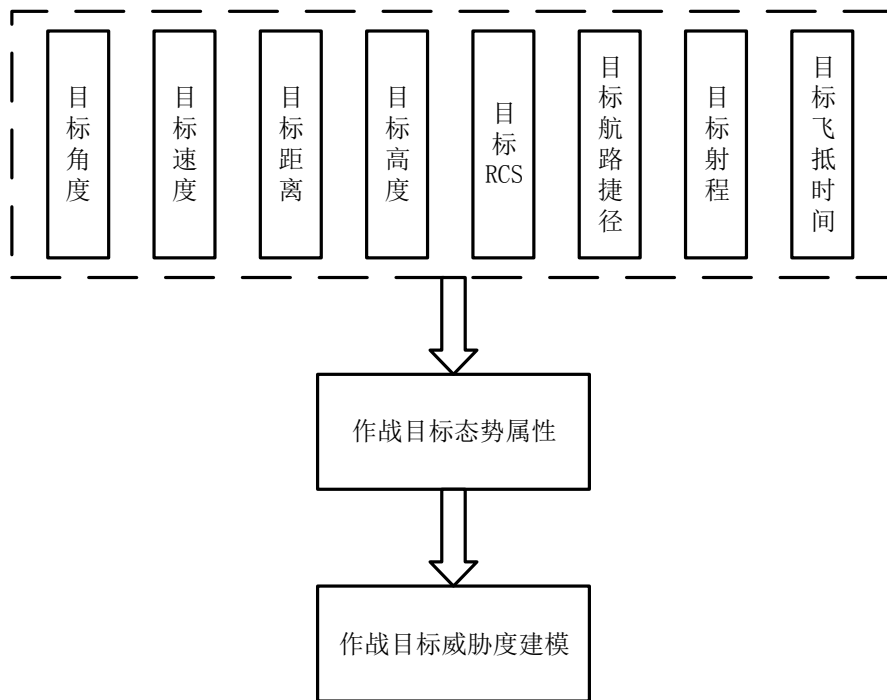 目标角度
目标速度
目标距离
目标高度
目标RCS
目标航路捷径
目标射程
目标飞抵时间
作战目标态势属性
作战目标威胁度建模